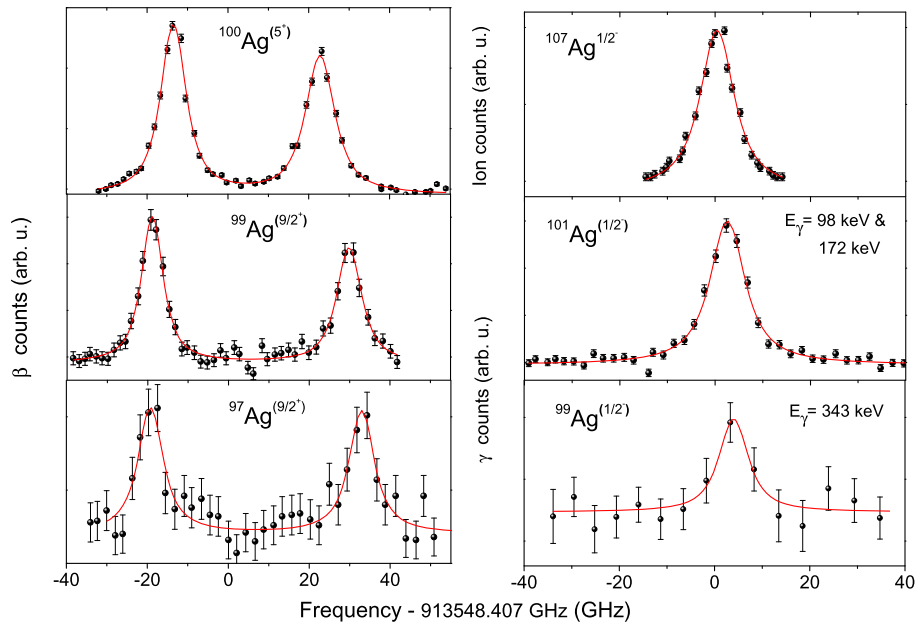 ¹⁰⁰Ag⁽⁵⁺⁾
⁹⁹Ag⁽⁹/²⁺⁾
⁹⁷Ag⁽⁹/²⁺⁾
β counts (arb. u.)
-40 -20 0 20 40
¹⁰⁷Ag¹/²⁻
Ion counts (arb. u.)
¹⁰¹Ag⁽¹/²⁻⁾
E_γ= 98 keV &
172 keV
⁹⁹Ag⁽¹/²⁻⁾
E_γ= 343 keV
γ counts (arb. u.)
-40 -20 0 20 40
Frequency - 913548.407 GHz (GHz)